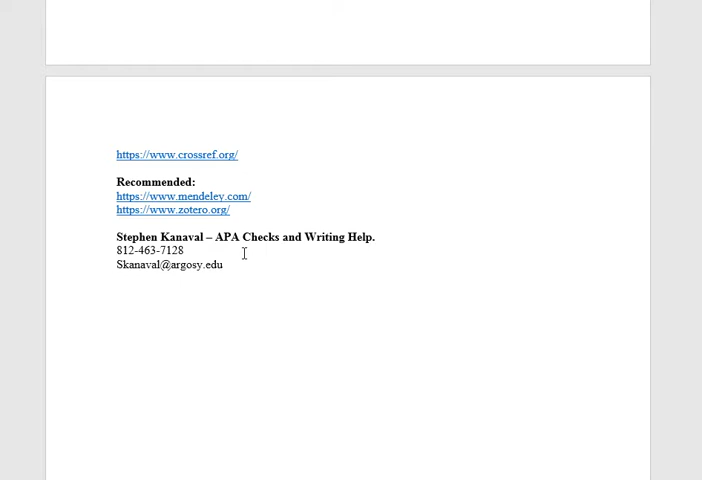 https://www.crossref.org/
Recommended:
https://www.mendeley.com/
https://www.zotero.org/
Stephen Kanaval – APA Checks and Writing Help.
812-463-7128
Skanaval@argosy.edu